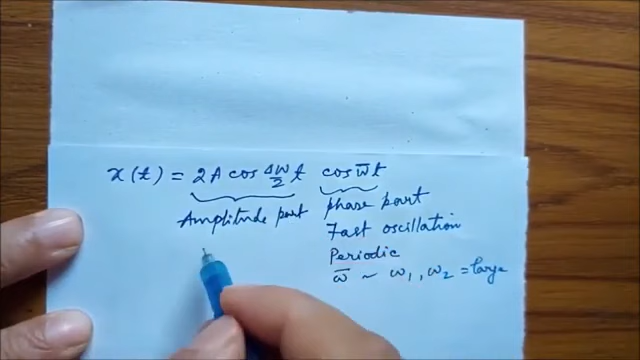 x(t) = 2A cos Δω/2 t cos ω̅t
Amplitude part phase part
Fast oscillation
Periodic
ω̅ ~ ω₁, ω₂ = large